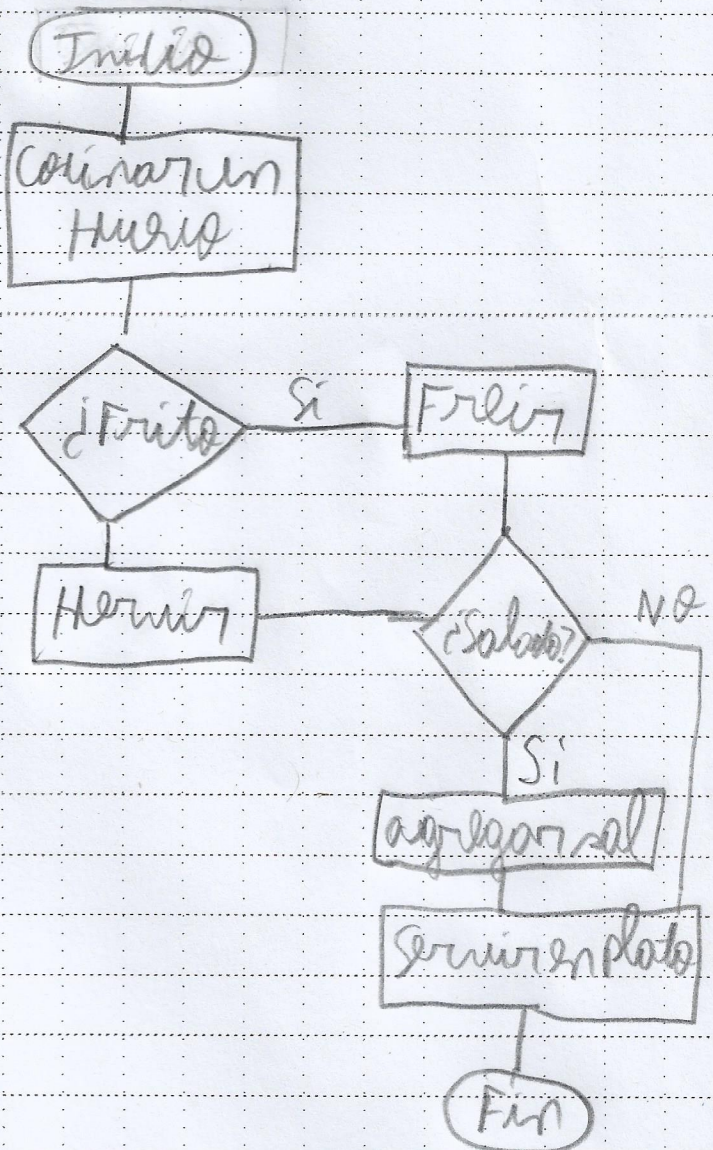 Inicio
Cocinar un
Huevo
¿Frito
Si
Freir
Hervir
¿Salado?
NO
Si
agregar sal
Servir en plato
Fin